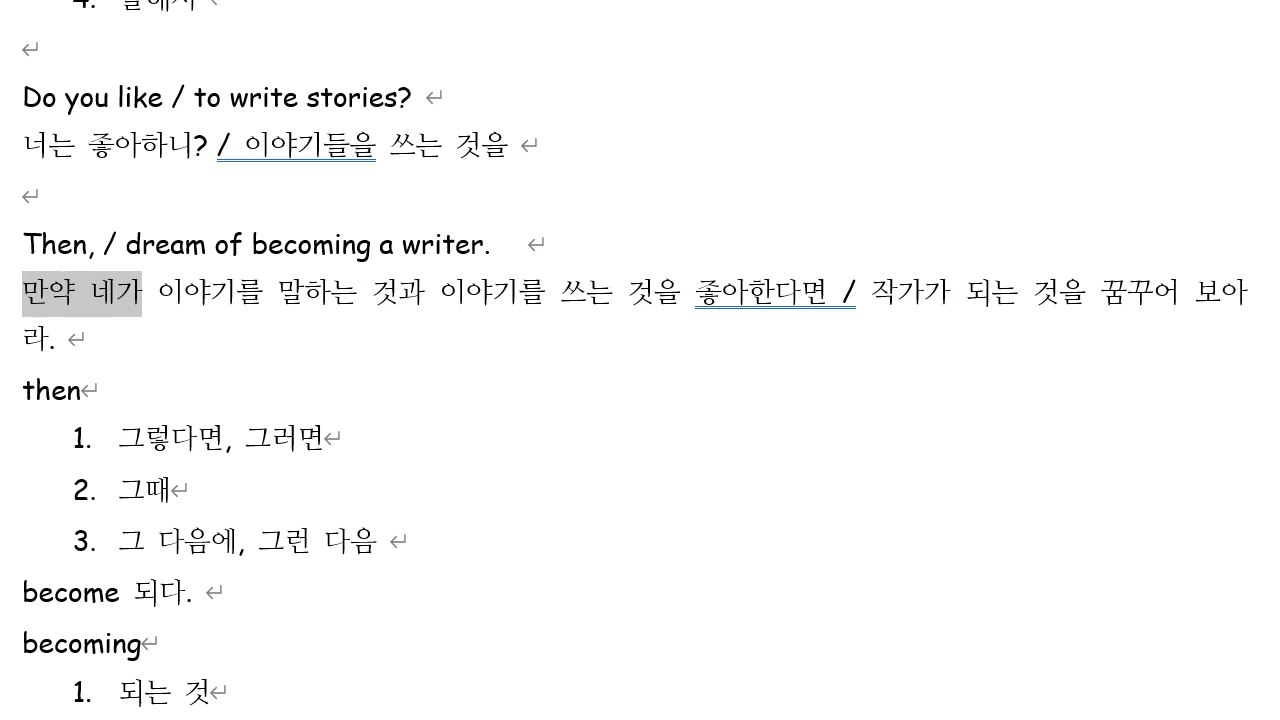 Do you like / to write stories?
너는 좋아하니? / 이야기들을 쓰는 것을
Then, / dream of becoming a writer.
만약 네가 이야기를 말하는 것과 이야기를 쓰는 것을 좋아한다면 / 작가가 되는 것을 꿈꾸어 보아
라.
then
1. 그렇다면, 그러면
2. 그때
3. 그 다음에, 그런 다음
become 되다.
becoming
1. 되는 것